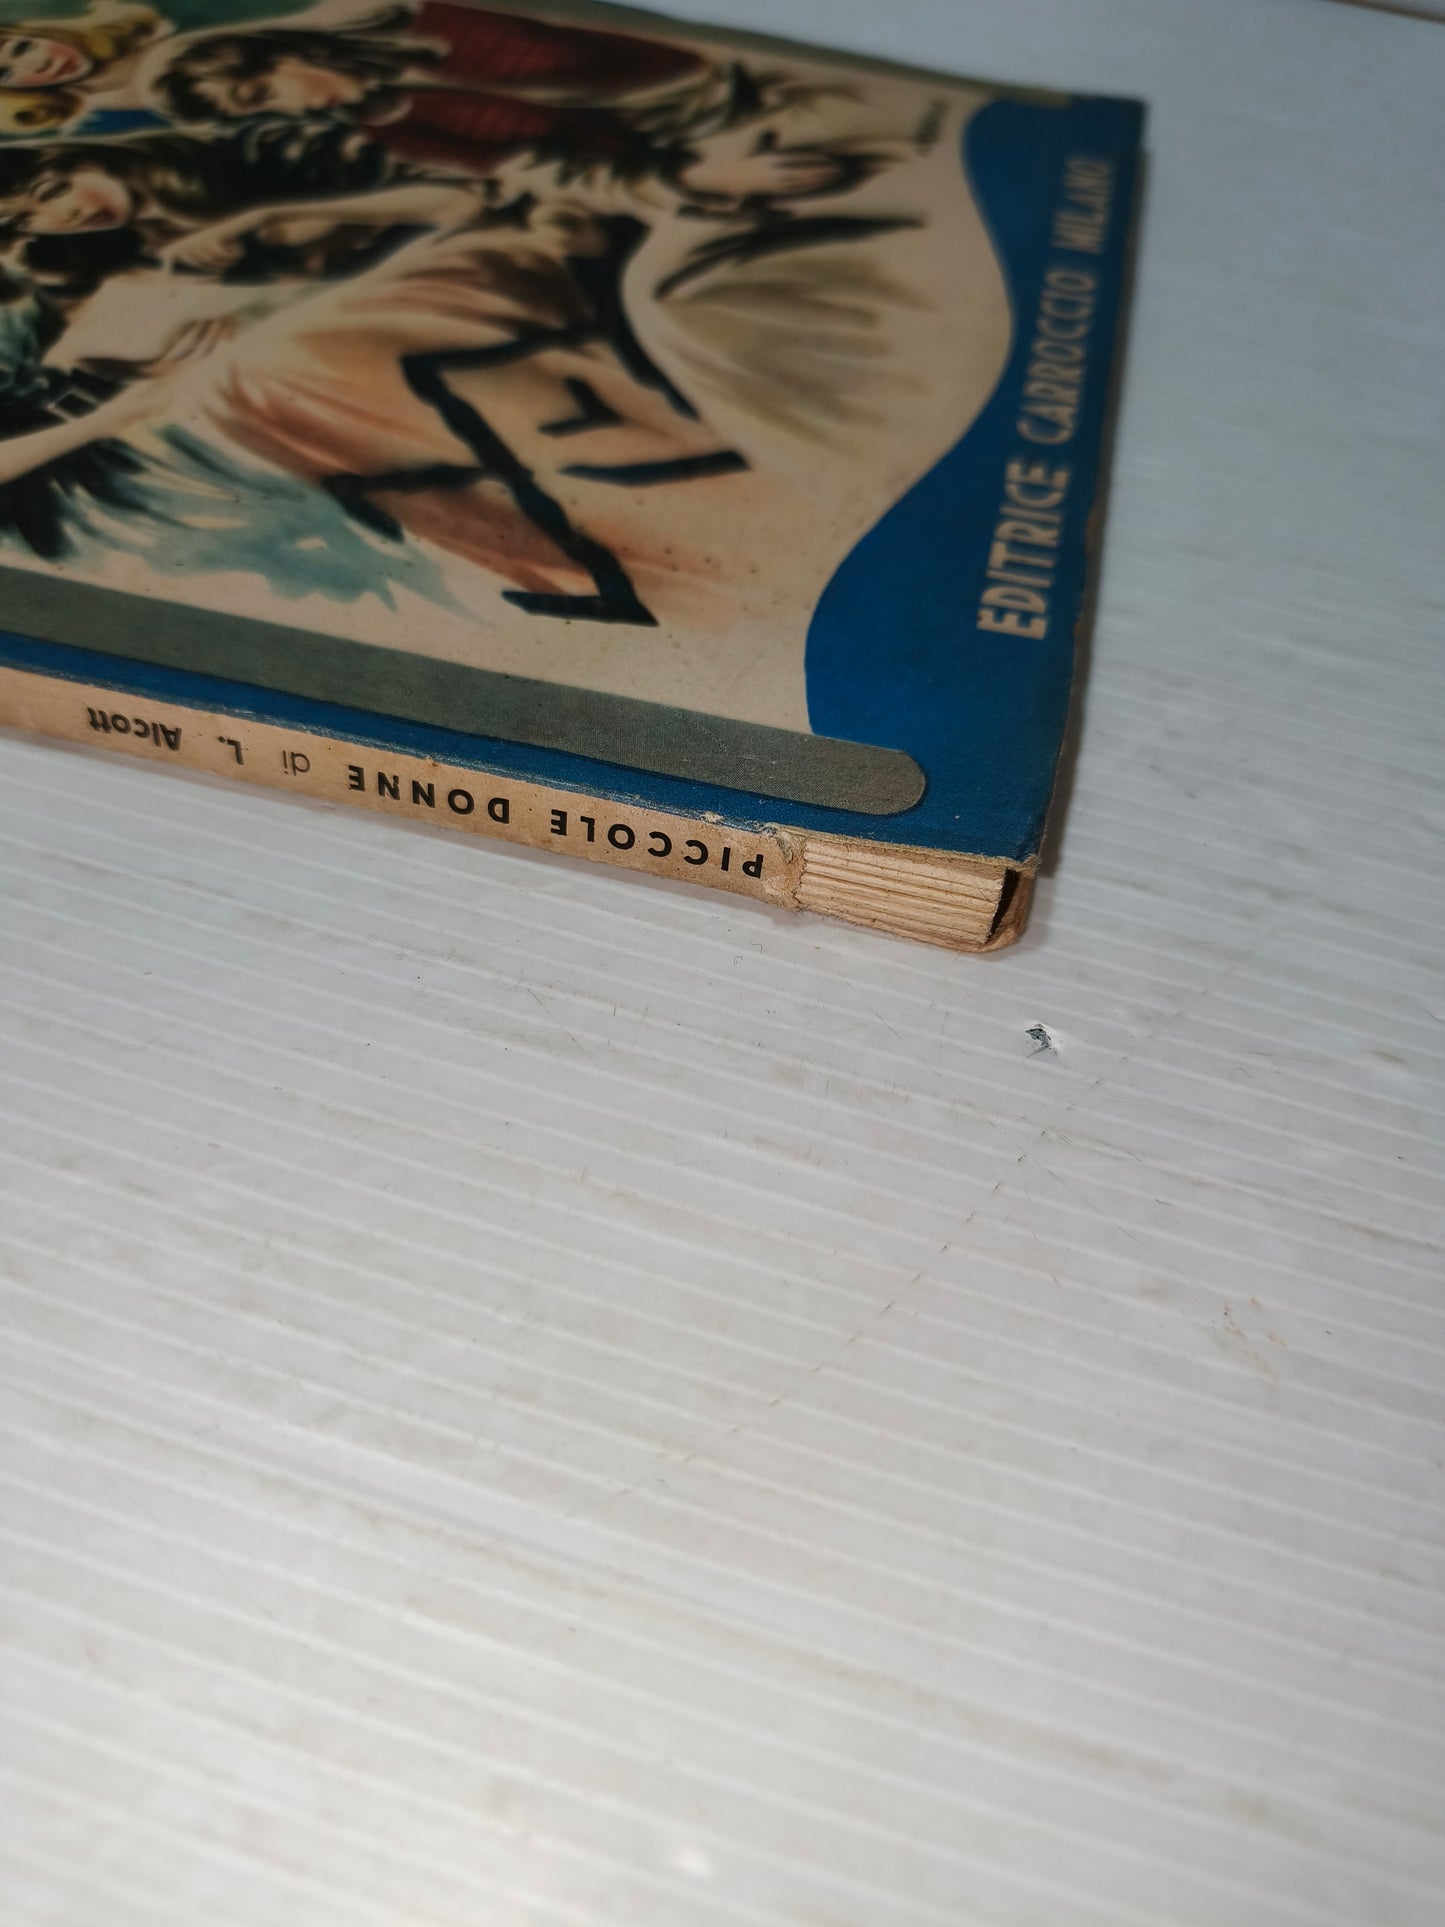 EDITRICE CARROCCIO MILANO
PICCOLE DONNE di L. Alcott